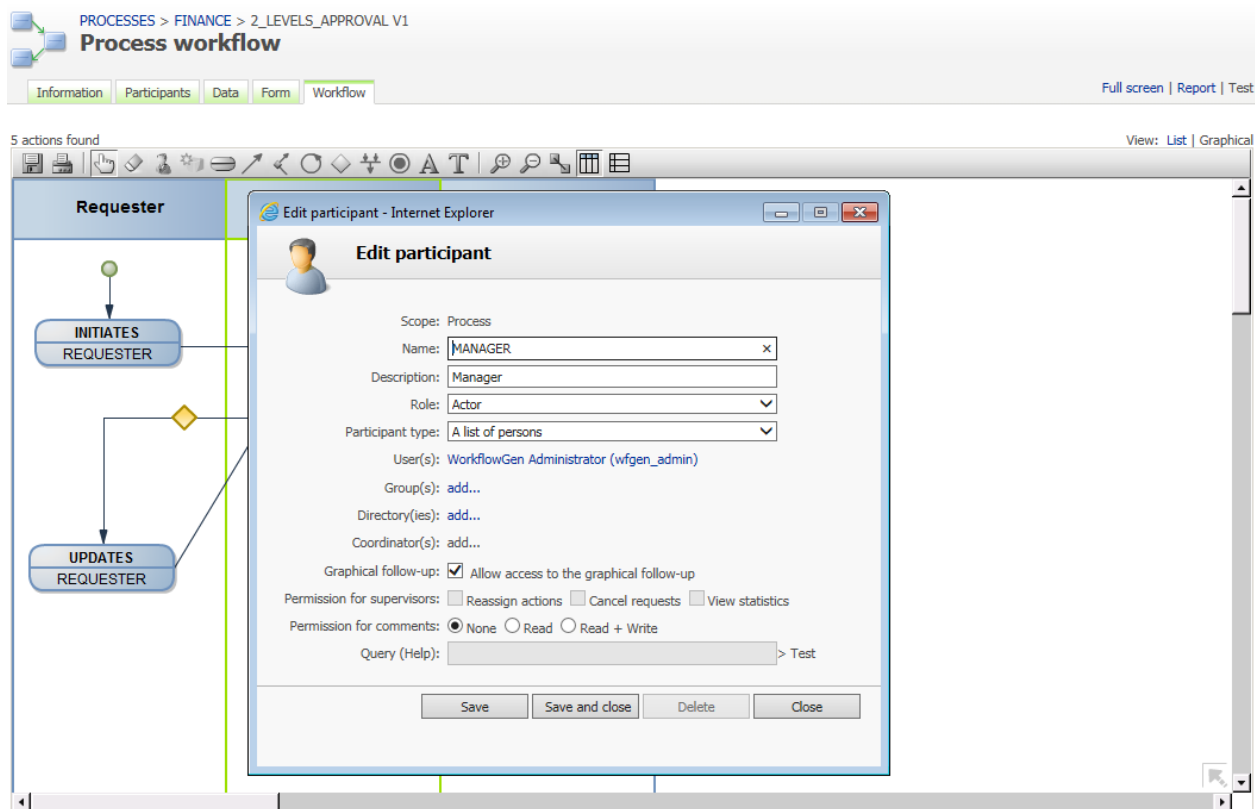 PROCESSES > FINANCE > 2_LEVELS_APPROVAL V1
Process workflow
Information Participants Data Form Workflow
Full screen | Report | Test
5 actions found
View: List | Graphical
A T
Requester
Edit participant - Internet Explorer
Edit participant
Scope: Process
Name: MANAGER
Description: Manager
Role: Actor
Participant type: A list of persons
User(s): WorkflowGen Administrator (wfgen_admin)
Group(s): add...
Directory(ies): add...
Coordinator(s): add...
Graphical follow-up: Allow access to the graphical follow-up
Permission for supervisors: Reassign actions Cancel requests View statistics
Permission for comments: None Read Read + Write
Query (Help): > Test
Save Save and close Delete Close
INITIATES
REQUESTER
UPDATES
REQUESTER